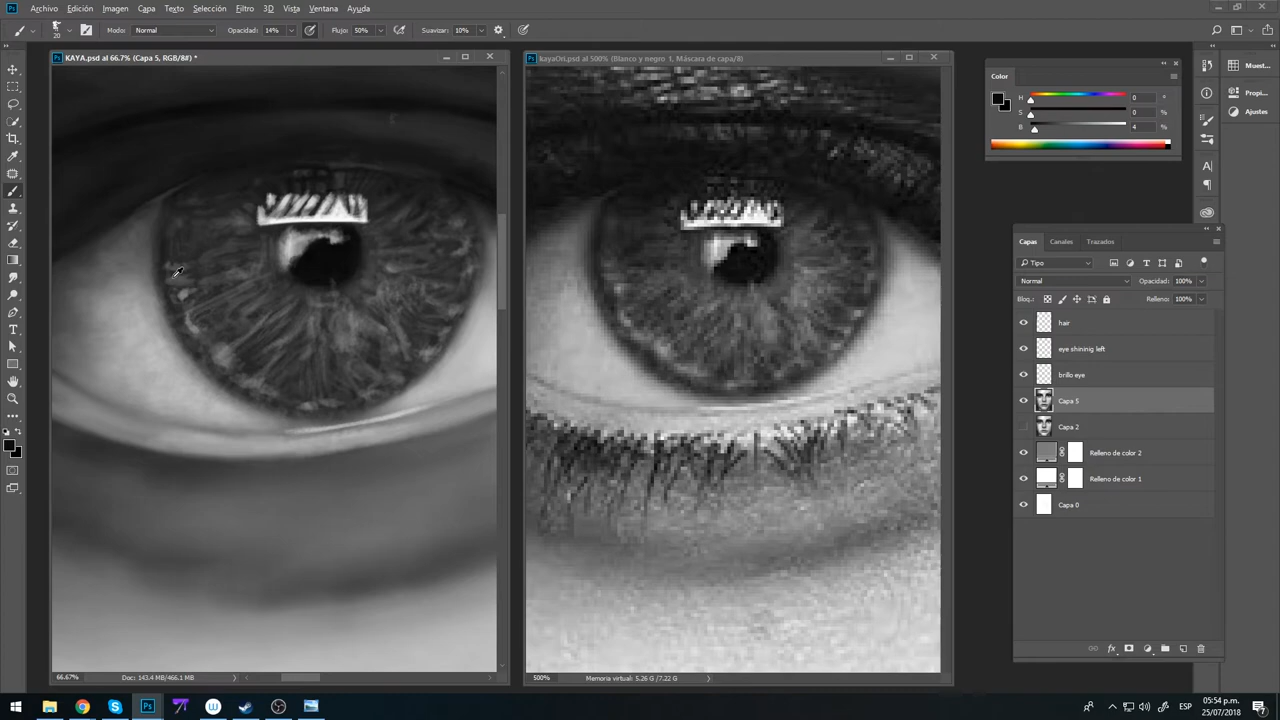 Archivo Edición Imagen Capa Texto Selección Filtro 3D Vista Ventana Ayuda
20 Modo: Normal Opacidad: 14% Flujo: 50% Suavizar: 10%
KAYA.psd al 66.7% (Capa 5, RGB/8#) *
kayaOri.psd al 500% (Blanco y negro 1, Máscara de capa/8)
Color
H 0 °
S 0 %
B 4 %
Muest...
Propi...
Ajustes
Capas Canales Trazados
Tipo
Normal Opacidad: 100%
Bloq.: Relleno: 100%
hair
eye shininig left
brillo eye
Capa 5
Capa 2
Relleno de color 2
Relleno de color 1
Capa 0
66.67% Doc: 143.4 MB/466.1 MB
500% Memoria virtual: 5.26 G /7.22 G
ESP
05:54 p.m.
25/07/2018